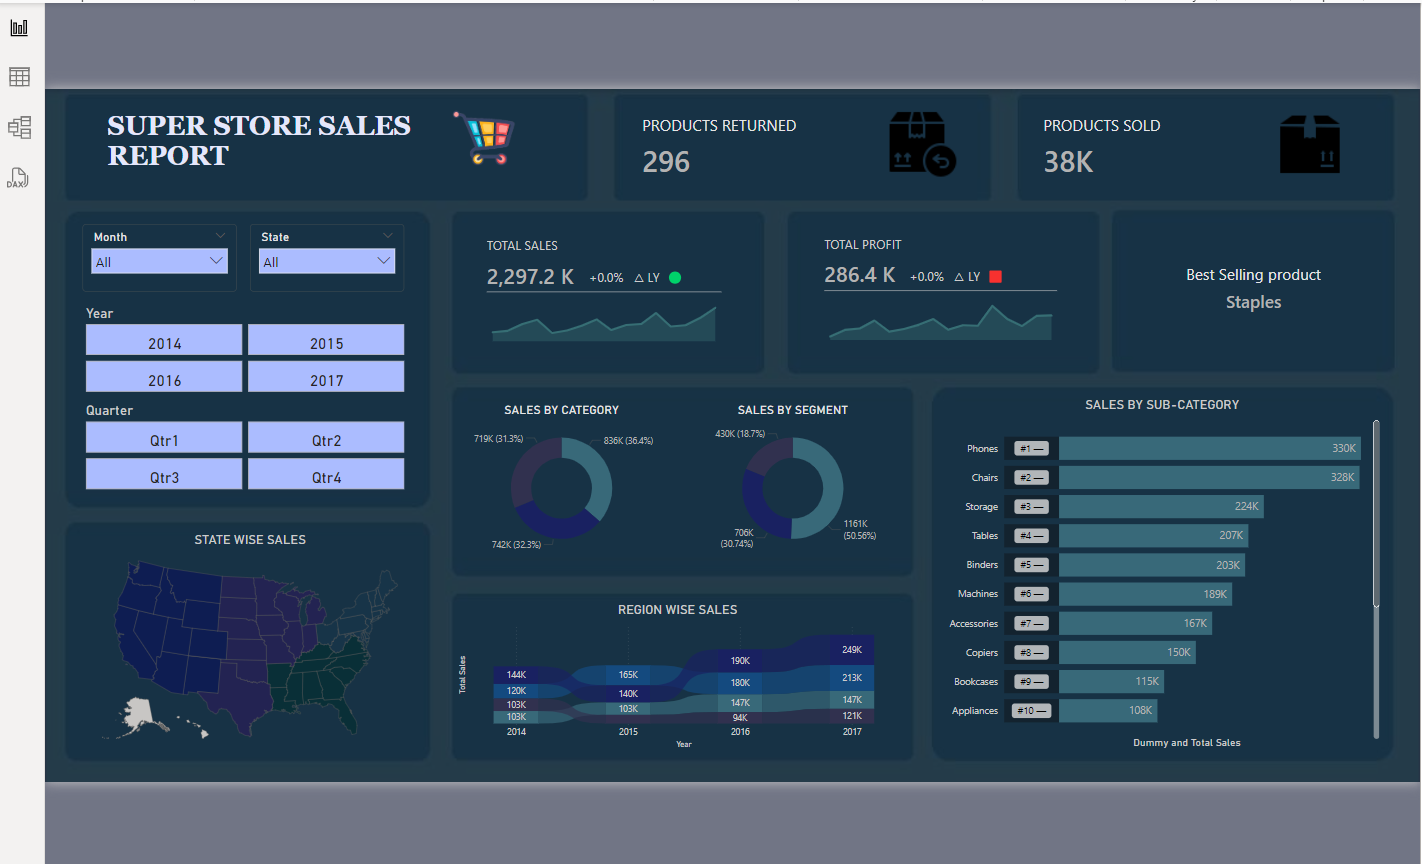 DAX
SUPER STORE SALES
REPORT
PRODUCTS RETURNED
296
PRODUCTS SOLD
38K
Month
All
State
All
Year
2014
2015
2016
2017
Quarter
Qtr1
Qtr2
Qtr3
Qtr4
TOTAL SALES
2,297.2 K +0.0% △ LY
TOTAL PROFIT
286.4 K +0.0% △ LY
Best Selling product
Staples
STATE WISE SALES
SALES BY CATEGORY
719K (31.3%)
836K (36.4%)
742K (32.3%)
SALES BY SEGMENT
430K (18.7%)
706K
(30.74%)
1161K
(50.56%)
REGION WISE SALES
Total Sales
144K
120K
103K
103K
165K
140K
103K
190K
180K
147K
94K
249K
213K
147K
121K
2014
2015
2016
2017
Year
SALES BY SUB-CATEGORY
Phones #1 — 330K
Chairs #2 — 328K
Storage #3 — 224K
Tables #4 — 207K
Binders #5 — 203K
Machines #6 — 189K
Accessories #7 — 167K
Copiers #8 — 150K
Bookcases #9 — 115K
Appliances #10 — 108K
Dummy and Total Sales